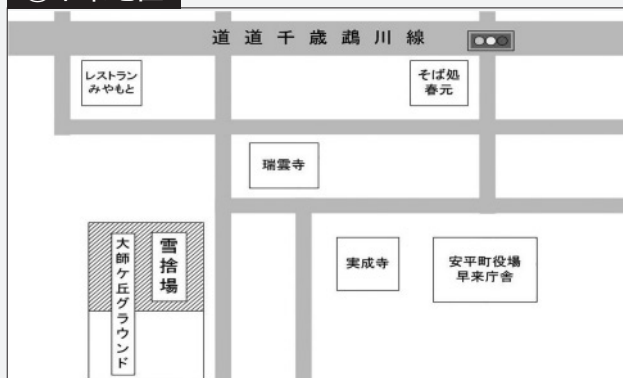 道道千歳鵡川線
レストラン
みやもと
そば処
春元
瑞雲寺
大師ケ丘グラウンド
雪捨場
実成寺
安平町役場
早来庁舎